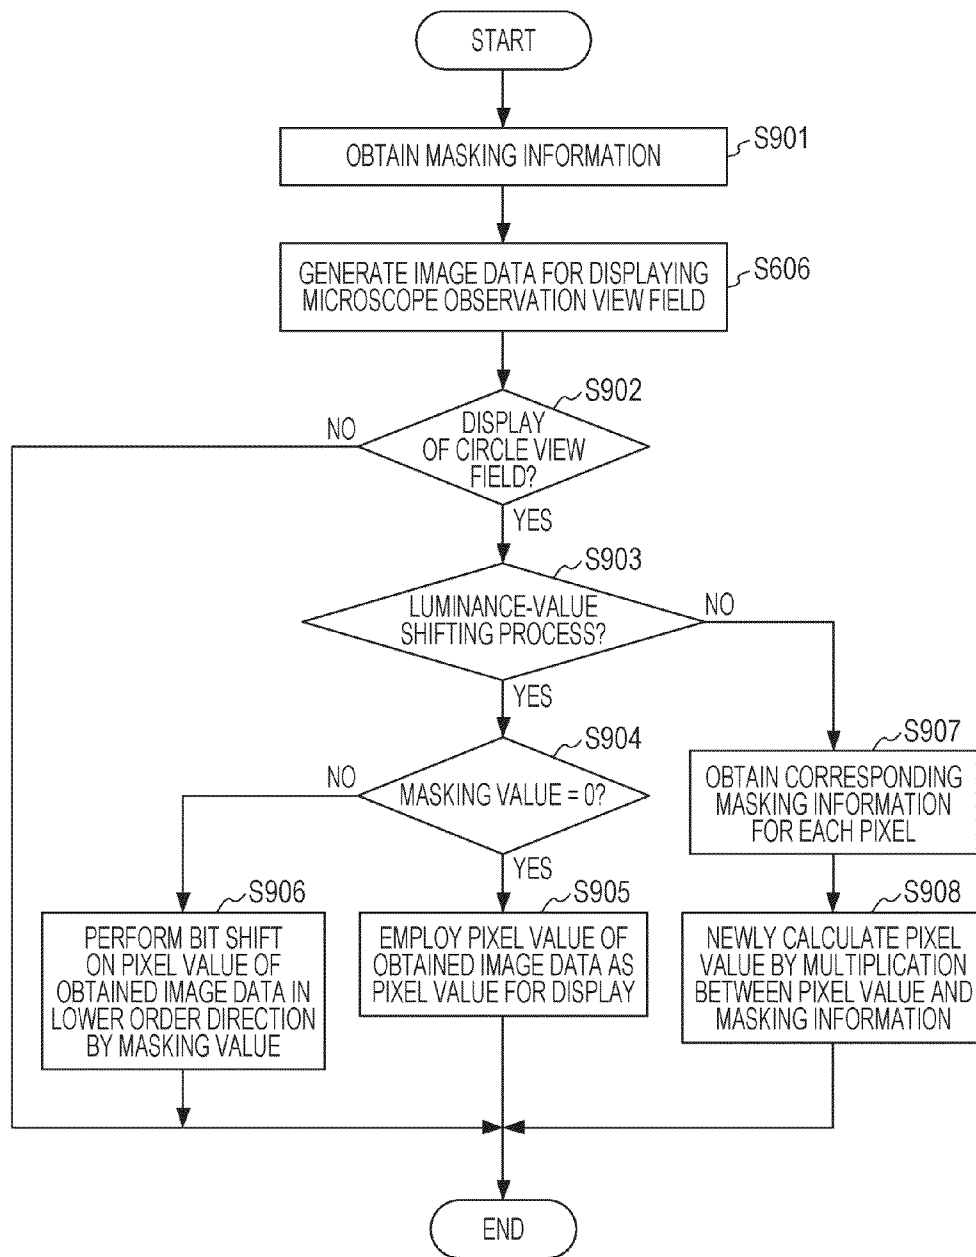 START
S901
OBTAIN MASKING INFORMATION
S606
GENERATE IMAGE DATA FOR DISPLAYING
MICROSCOPE OBSERVATION VIEW FIELD
S902
NO
DISPLAY
OF CIRCLE VIEW
FIELD?
YES
S903
LUMINANCE-VALUE
SHIFTING PROCESS?
NO
YES
S904
NO
MASKING VALUE = 0?
YES
S907
OBTAIN CORRESPONDING
MASKING INFORMATION
FOR EACH PIXEL
S906
PERFORM BIT SHIFT
ON PIXEL VALUE OF
OBTAINED IMAGE DATA IN
LOWER ORDER DIRECTION
BY MASKING VALUE
S905
EMPLOY PIXEL VALUE OF
OBTAINED IMAGE DATA AS
PIXEL VALUE FOR DISPLAY
S908
NEWLY CALCULATE PIXEL
VALUE BY MULTIPLICATION
BETWEEN PIXEL VALUE AND
MASKING INFORMATION
END